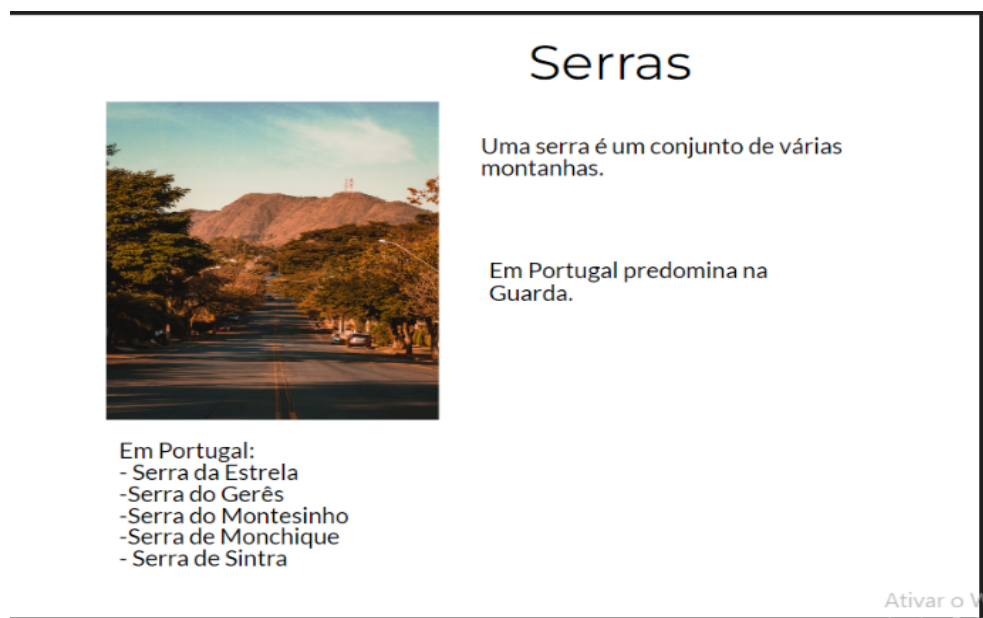 Serras
Uma serra é um conjunto de várias
montanhas.
Em Portugal predomina na
Guarda.
Em Portugal:
- Serra da Estrela
-Serra do Gerês
-Serra do Montesinho
-Serra de Monchique
- Serra de Sintra
Ativar o